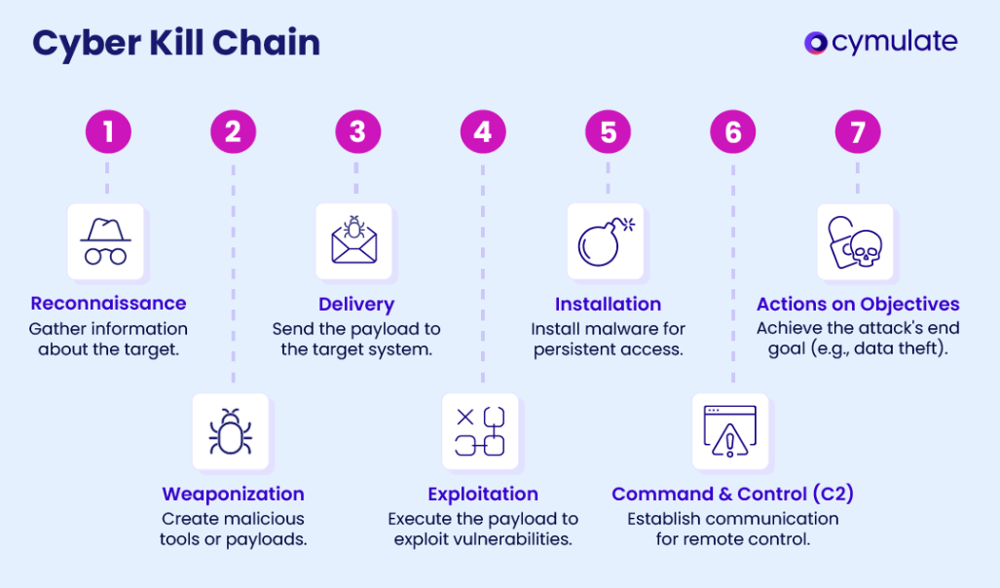 Cyber Kill Chain
cymulate
1
2
3
4
5
6
7
Reconnaissance
Gather information
about the target.
Weaponization
Create malicious
tools or payloads.
Delivery
Send the payload to
the target system.
Exploitation
Execute the payload to
exploit vulnerabilities.
Installation
Install malware for
persistent access.
Command & Control (C2)
Establish communication
for remote control.
Actions on Objectives
Achieve the attack's end
goal (e.g., data theft).